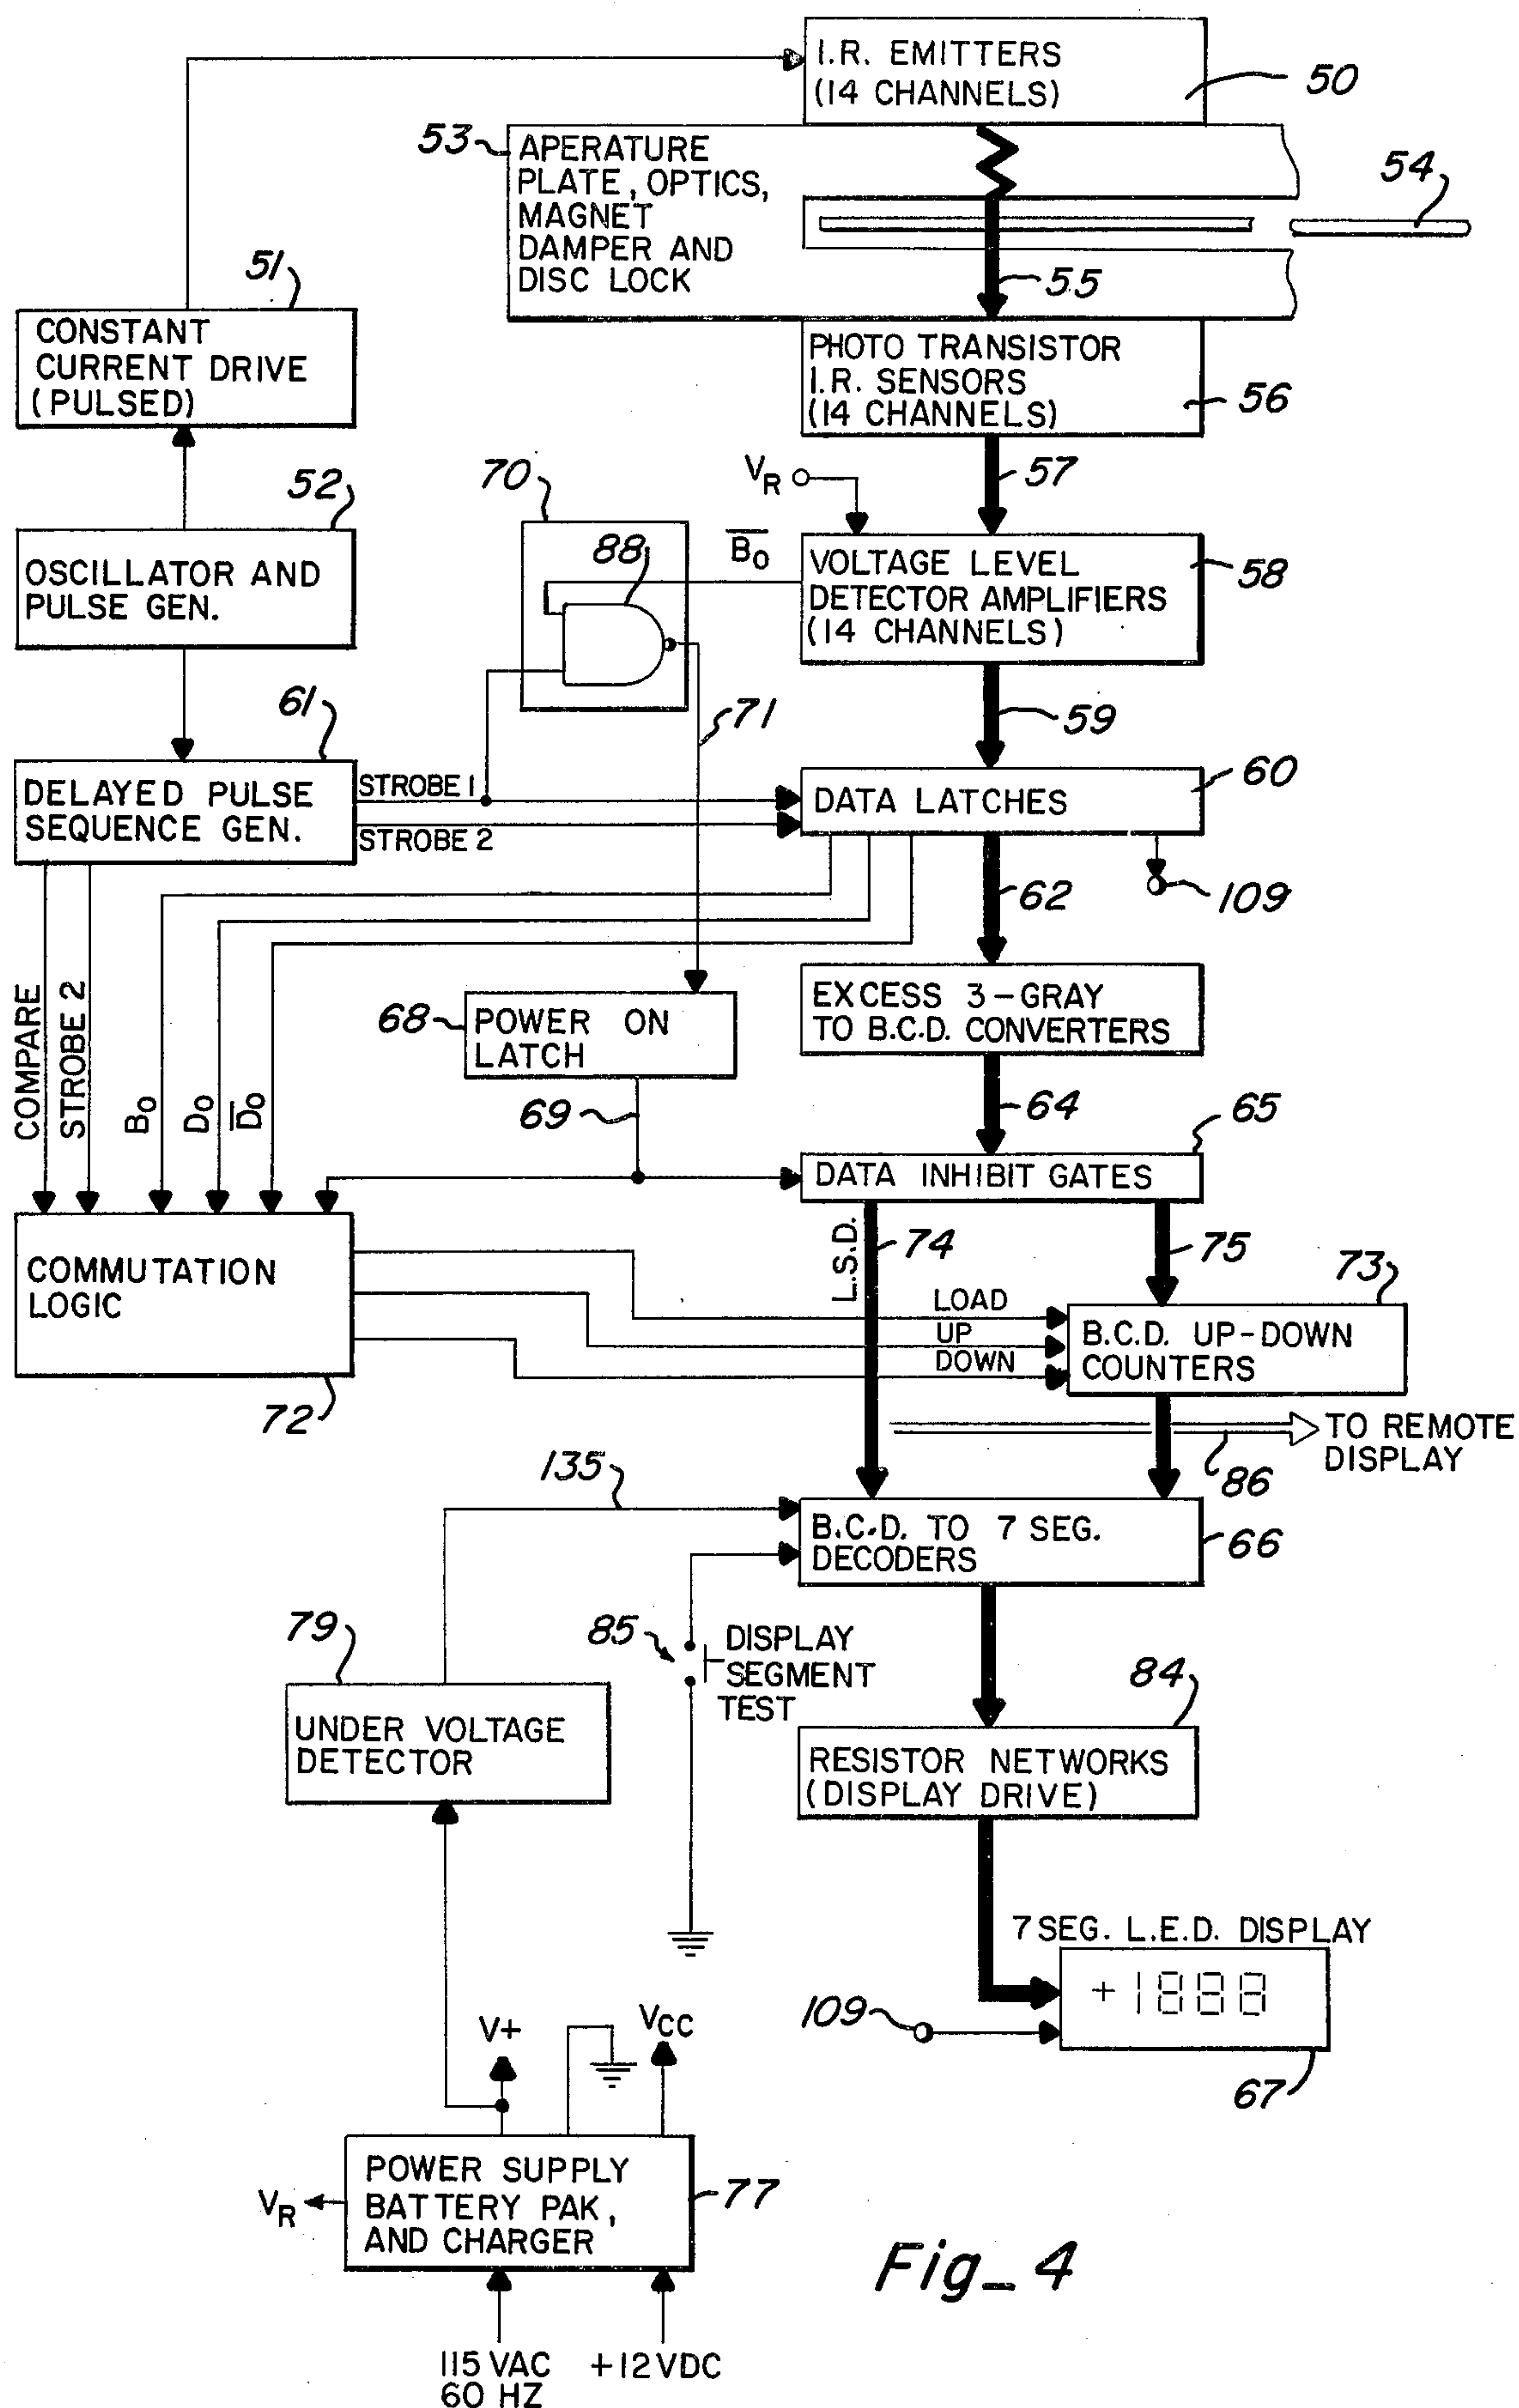 I.R. EMITTERS
(14 CHANNELS)
50
53
APERATURE
PLATE, OPTICS,
MAGNET
DAMPER AND
DISC LOCK
54
55
51
CONSTANT
CURRENT DRIVE
(PULSED)
PHOTO TRANSISTOR
I.R. SENSORS
(14 CHANNELS)
56
52
OSCILLATOR AND
PULSE GEN.
70
88
VR
57
B̅0̅
VOLTAGE LEVEL
DETECTOR AMPLIFIERS
(14 CHANNELS)
58
59
71
61
DELAYED PULSE
SEQUENCE GEN.
STROBE 1
STROBE 2
DATA LATCHES
60
62
109
COMPARE
STROBE 2
B0
D0
D̅0̅
68
POWER ON
LATCH
69
EXCESS 3-GRAY
TO B.C.D. CONVERTERS
64
65
DATA INHIBIT GATES
L.S.D.
74
75
73
COMMUTATION
LOGIC
72
LOAD
UP
DOWN
B.C.D. UP-DOWN
COUNTERS
TO REMOTE
DISPLAY
86
135
B.C.D. TO 7 SEG.
DECODERS
66
79
UNDER VOLTAGE
DETECTOR
85
DISPLAY
SEGMENT
TEST
84
RESISTOR NETWORKS
(DISPLAY DRIVE)
7 SEG. L.E.D. DISPLAY
+1888
109
67
V+
VCC
VR
POWER SUPPLY
BATTERY PAK,
AND CHARGER
77
115 VAC
60 HZ
+12 VDC
Fig_4